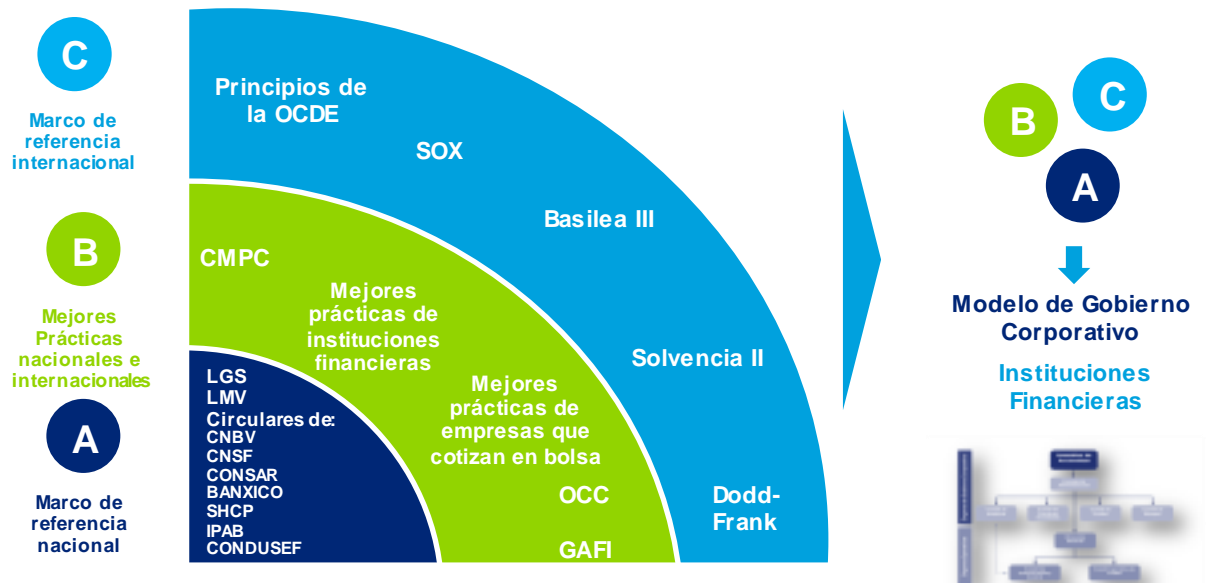 C
Marco de
referencia
internacional
B
Mejores
Prácticas
nacionales e
internacionales
A
Marco de
referencia
nacional
Principios de
la OCDE
SOX
Basilea III
Solvencia II
Dodd-
Frank
CMPC
Mejores
prácticas de
instituciones
financieras
Mejores
prácticas de
empresas que
cotizan en bolsa
OCC
GAFI
LGS
LMV
Circulares de:
CNBV
CNSF
CONSAR
BANXICO
SHCP
IPAB
CONDUSEF
B
C
A
Modelo de Gobierno
Corporativo
Instituciones
Financieras